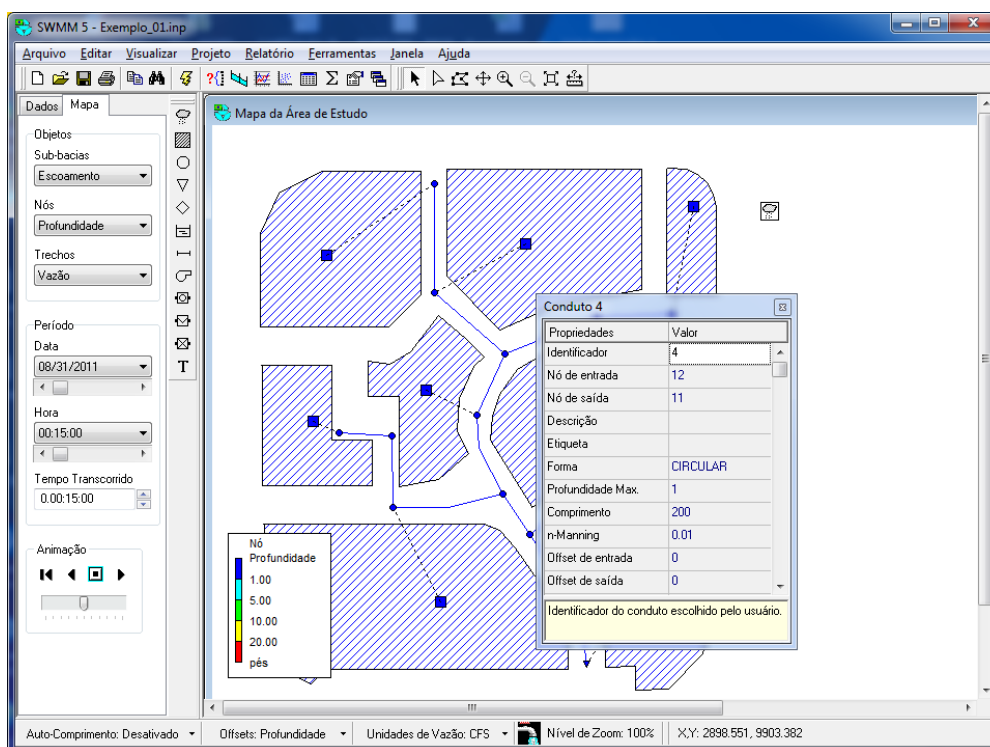 SWMM 5 - Exemplo_01.inp
Arquivo Editar Visualizar Projeto Relatório Ferramentas Janela Ajuda
Dados Mapa
Objetos
Sub-bacias
Escoamento
Nós
Profundidade
Trechos
Vazão
Período
Data
08/31/2011
Hora
00:15:00
Tempo Transcorrido
0.00:15:00
Animação
T
Mapa da Área de Estudo
Nó
Profundidade
1.00
5.00
10.00
20.00
pés
Conduto 4
Propriedades Valor
Identificador 4
Nó de entrada 12
Nó de saída 11
Descrição
Etiqueta
Forma CIRCULAR
Profundidade Max. 1
Comprimento 200
n-Manning 0.01
Offset de entrada 0
Offset de saída 0
Identificador do conduto escolhido pelo usuário.
Auto-Comprimento: Desativado Offsets: Profundidade Unidades de Vazão: CFS Nível de Zoom: 100% X,Y: 2898.551, 9903.382